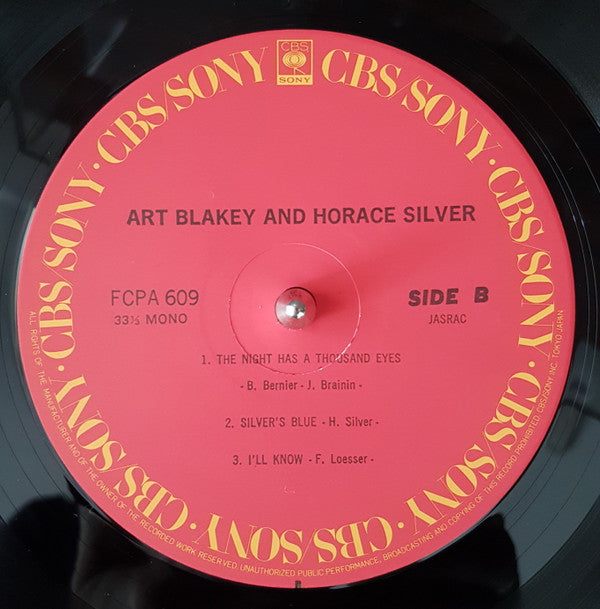 CBS
SONY
CBS/SONY · CBS/SONY · CBS/SONY · CBS/SONY · CBS/SONY · CBS/SONY · CBS/SONY · CBS/SONY
ART BLAKEY AND HORACE SILVER
FCPA 609
33⅓ MONO
SIDE B
JASRAC
1. THE NIGHT HAS A THOUSAND EYES
- B. Bernier - J. Brainin -
2. SILVER'S BLUE - H. Silver -
3. I'LL KNOW - F. Loesser -
ALL RIGHTS OF THE MANUFACTURER AND OF THE OWNER OF THE RECORDED WORK RESERVED. UNAUTHORIZED PUBLIC PERFORMANCE, BROADCASTING AND COPYING OF THIS RECORD PROHIBITED. CBS/SONY INC. TOKYO JAPAN